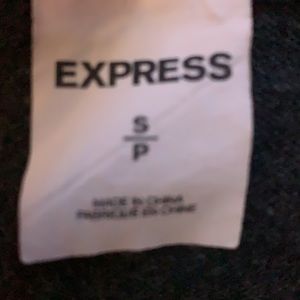 EXPRESS
S
P
MADE IN CHINA
FABRIQUÉ EN CHINE